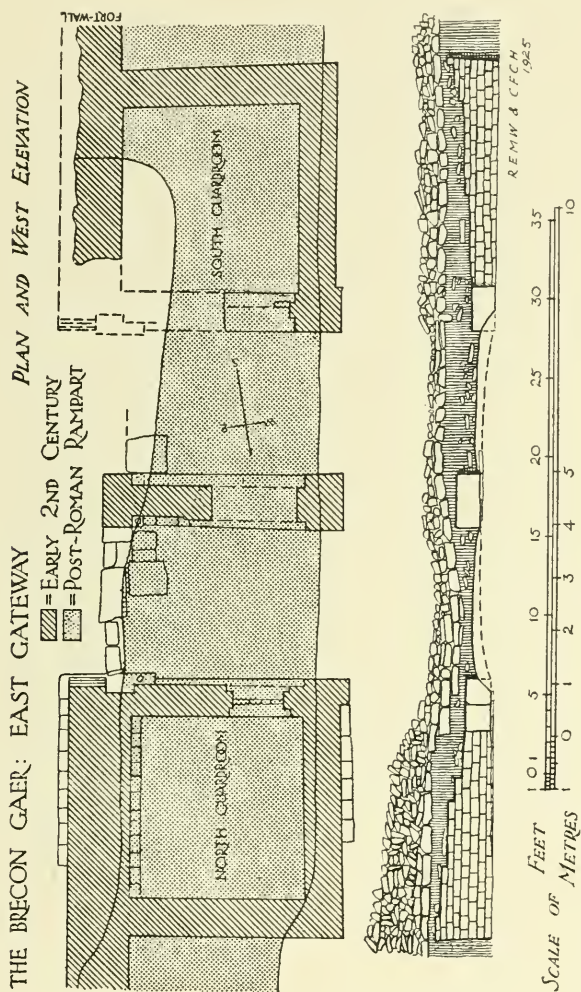 THE BRECON GAER: EAST GATEWAY PLAN AND WEST ELEVATION
= EARLY 2ND CENTURY
= POST-ROMAN RAMPART
FORT-WALL
NORTH GUARDROOM
SOUTH GUARDROOM
REMW & CFCH
1925
SCALE OF FEET
1 0 1 5 10 15 20 25 30 35
METRES
1 0 1 2 3 4 5 10